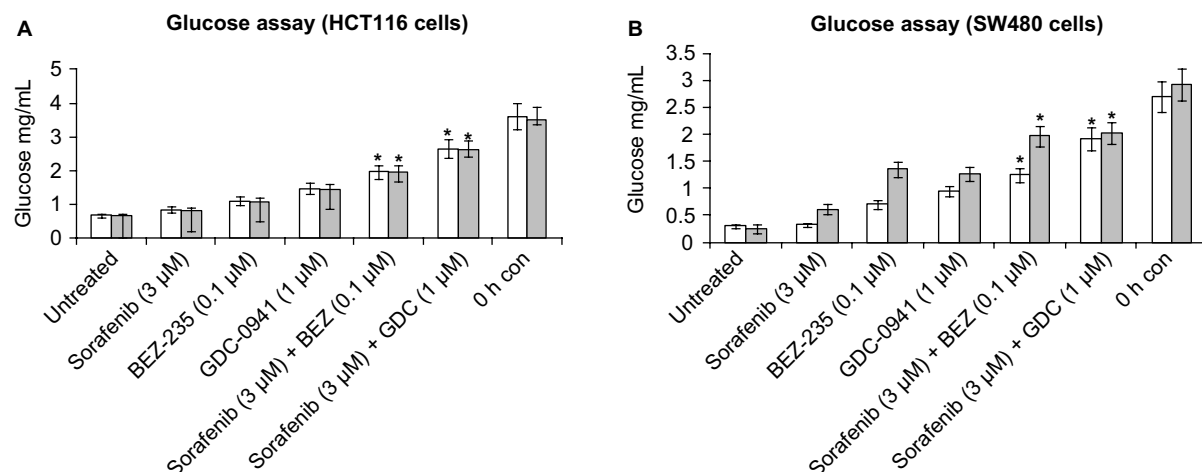 A
Glucose assay (HCT116 cells)
Glucose mg/mL
5
4
3
2
1
0
* *
* *
Untreated
Sorafenib (3 µM)
BEZ-235 (0.1 µM)
GDC-0941 (1 µM)
Sorafenib (3 µM) + BEZ (0.1 µM)
Sorafenib (3 µM) + GDC (1 µM)
0 h con
B
Glucose assay (SW480 cells)
Glucose mg/mL
3.5
3
2.5
2
1.5
1
0.5
0
*
*
* *
Untreated
Sorafenib (3 µM)
BEZ-235 (0.1 µM)
GDC-0941 (1 µM)
Sorafenib (3 µM) + BEZ (0.1 µM)
Sorafenib (3 µM) + GDC (1 µM)
0 h con